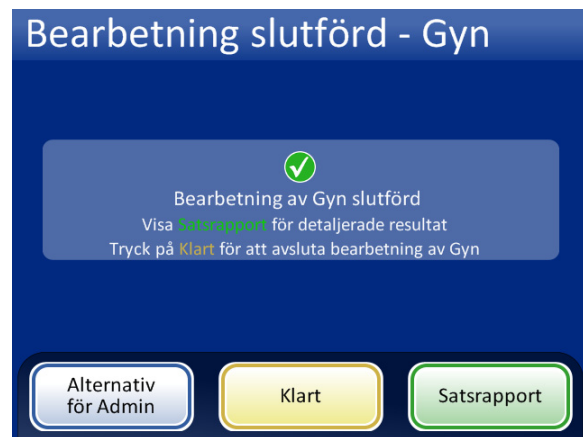 Bearbetning slutförd - Gyn
Bearbetning av Gyn slutförd
Visa Satsrapport för detaljerade resultat
Tryck på Klart för att avsluta bearbetning av Gyn
Alternativ
för Admin
Klart
Satsrapport